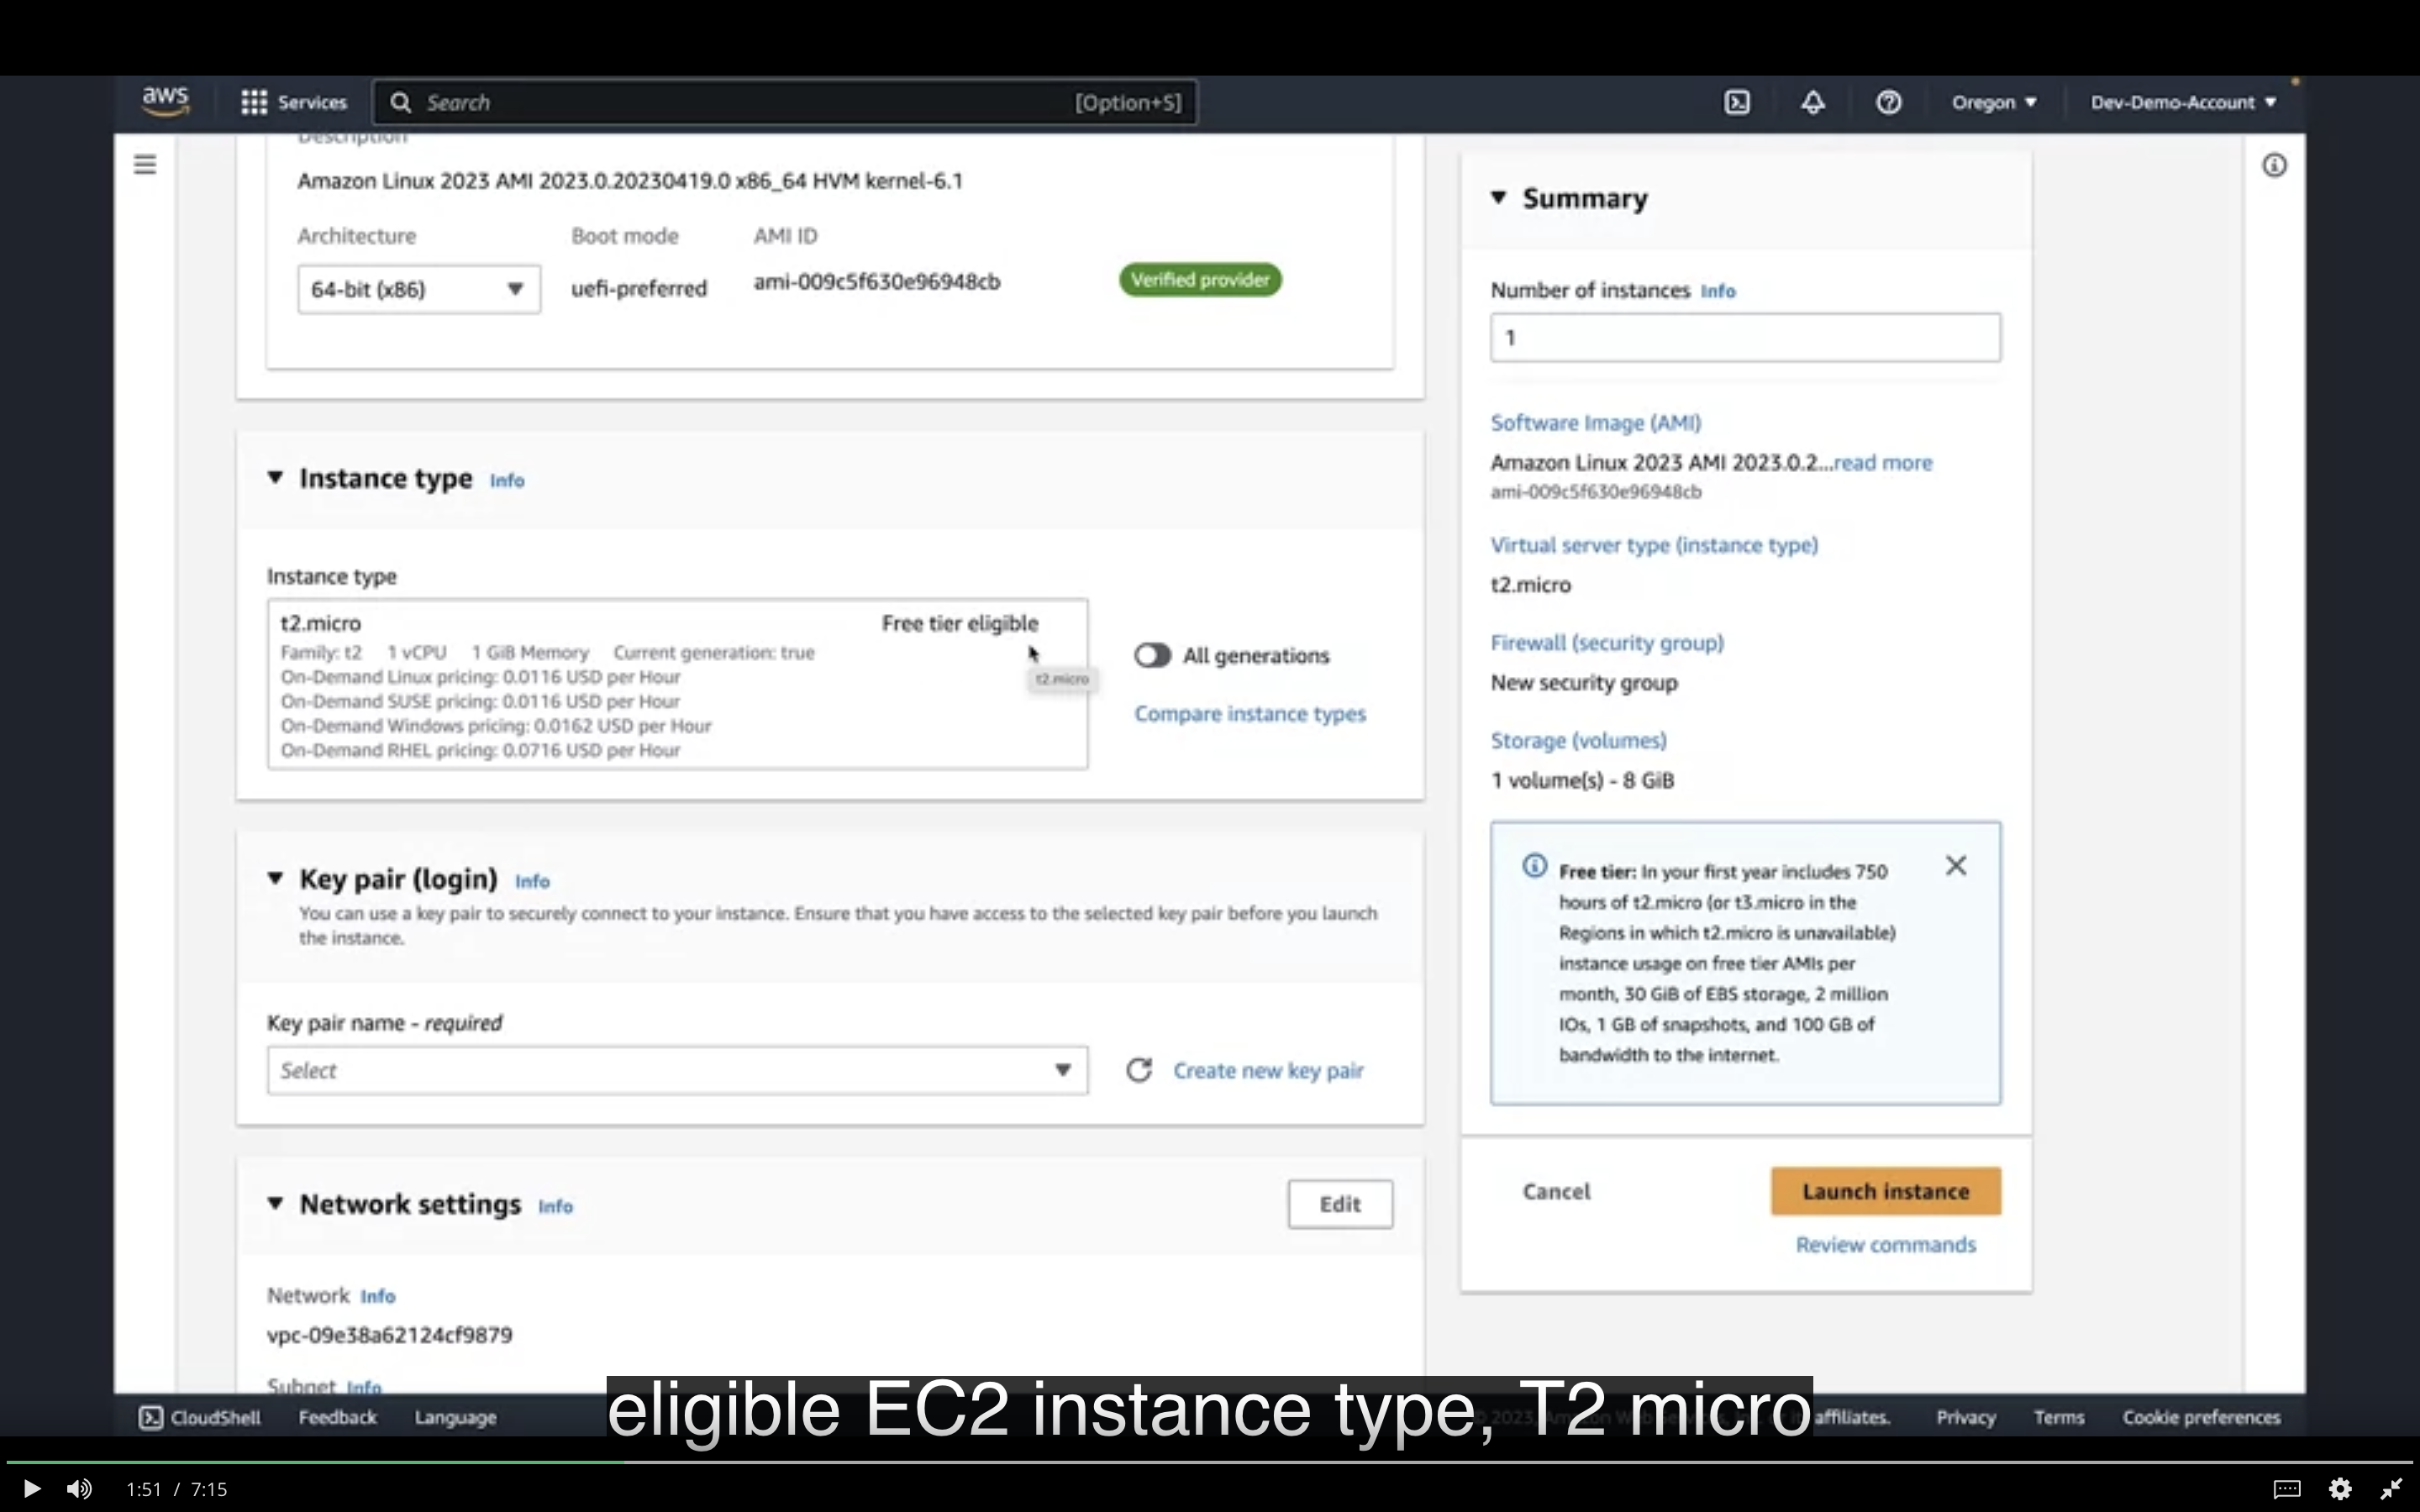 aws
Services
Search
[Option+S]
Oregon
Dev-Demo-Account
Description
Amazon Linux 2023 AMI 2023.0.20230419.0 x86_64 HVM kernel-6.1
Architecture
Boot mode
AMI ID
64-bit (x86)
uefi-preferred
ami-009c5f630e96948cb
Verified provider
Instance type Info
Instance type
t2.micro
Free tier eligible
Family: t2 1 vCPU 1 GiB Memory Current generation: true
On-Demand Linux pricing: 0.0116 USD per Hour
On-Demand SUSE pricing: 0.0116 USD per Hour
On-Demand Windows pricing: 0.0162 USD per Hour
On-Demand RHEL pricing: 0.0716 USD per Hour
t2.micro
All generations
Compare instance types
Key pair (login) Info
You can use a key pair to securely connect to your instance. Ensure that you have access to the selected key pair before you launch
the instance.
Key pair name - required
Select
Create new key pair
Network settings Info
Edit
Network Info
vpc-09e38a62124cf9879
Subnet Info
Summary
Number of instances Info
1
Software Image (AMI)
Amazon Linux 2023 AMI 2023.0.2...read more
ami-009c5f630e96948cb
Virtual server type (instance type)
t2.micro
Firewall (security group)
New security group
Storage (volumes)
1 volume(s) - 8 GiB
Free tier: In your first year includes 750
hours of t2.micro (or t3.micro in the
Regions in which t2.micro is unavailable)
instance usage on free tier AMIs per
month, 30 GiB of EBS storage, 2 million
IOs, 1 GB of snapshots, and 100 GB of
bandwidth to the internet.
Cancel
Launch instance
Review commands
CloudShell
Feedback
Language
eligible EC2 instance type, T2 micro
affiliates.
Privacy
Terms
Cookie preferences
1:51 / 7:15